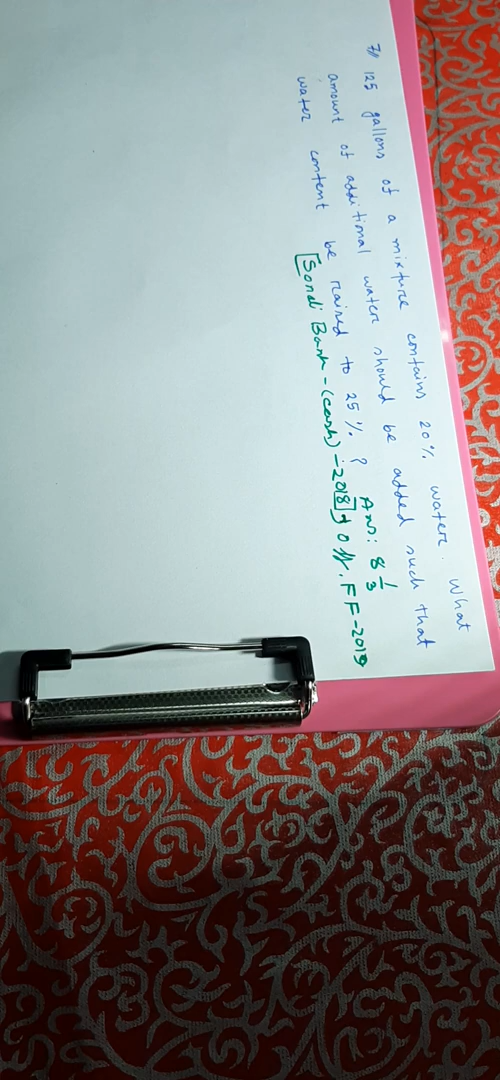 7/ 125 gallons of a mixture contains 20% water. What
amount of additional water should be added such that
water content be raised to 25%. ? Ans: 8 1/3
[Sonali Bank - (cash) - 2018] + Off. FF-2019